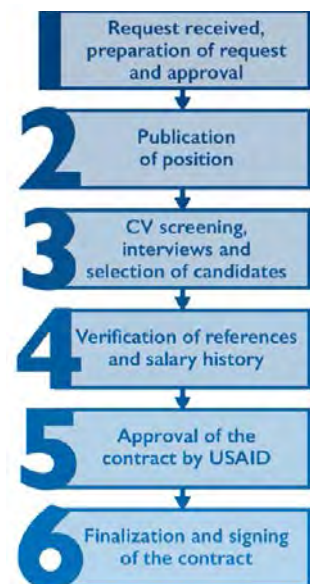 Request received,
preparation of request
and approval
2
Publication
of position
3
CV screening,
interviews and
selection of candidates
4
Verification of references
and salary history
5
Approval of the
contract by USAID
6
Finalization and signing
of the contract